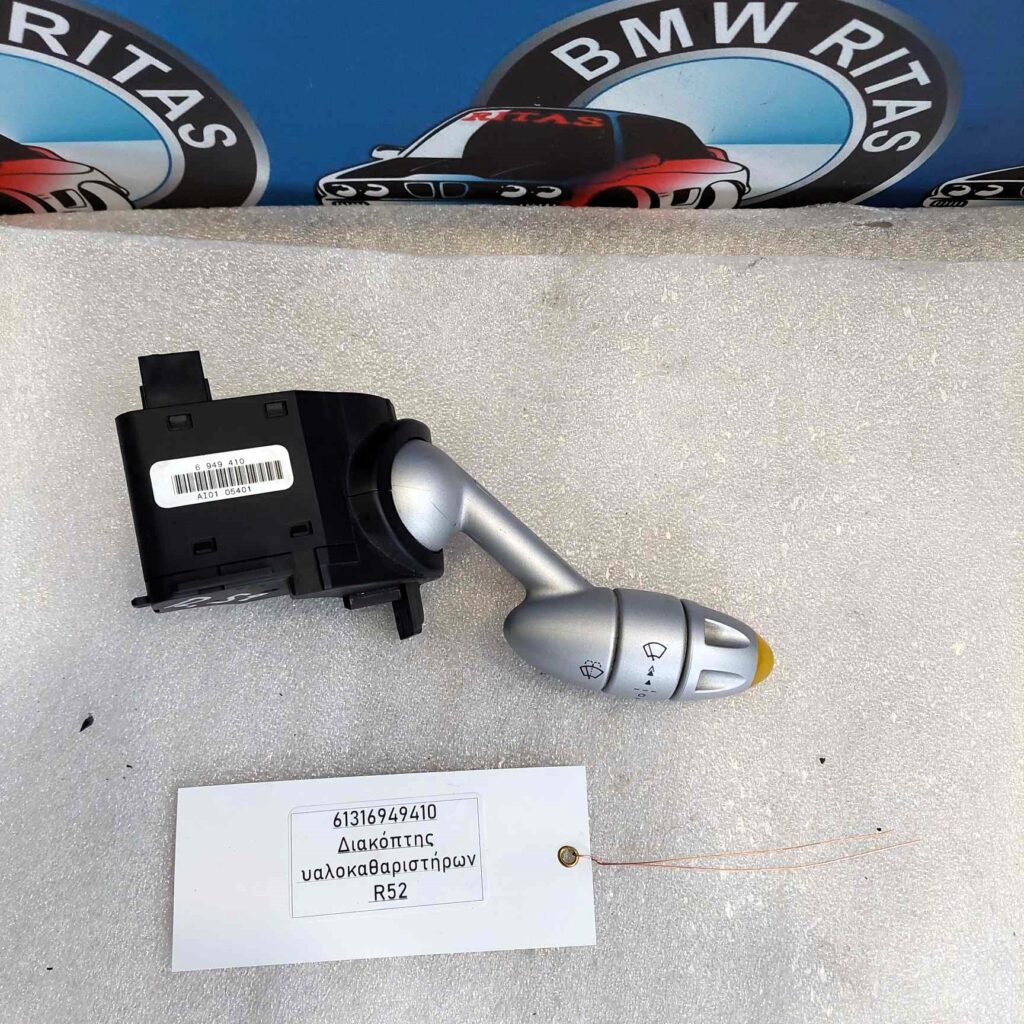 RITAS
BMW RITAS
RITAS
6 949 410
AI01 05401
61316949410
Διακόπτης
υαλοκαθαριστήρων
R52